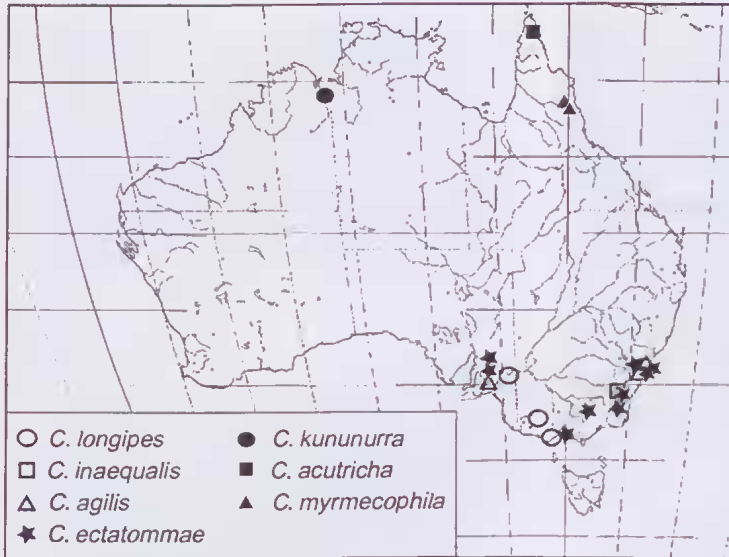 C. longipes
C. inaequalis
C. agilis
C. ectatommae
C. kununurra
C. acutricha
C. myrmecophila